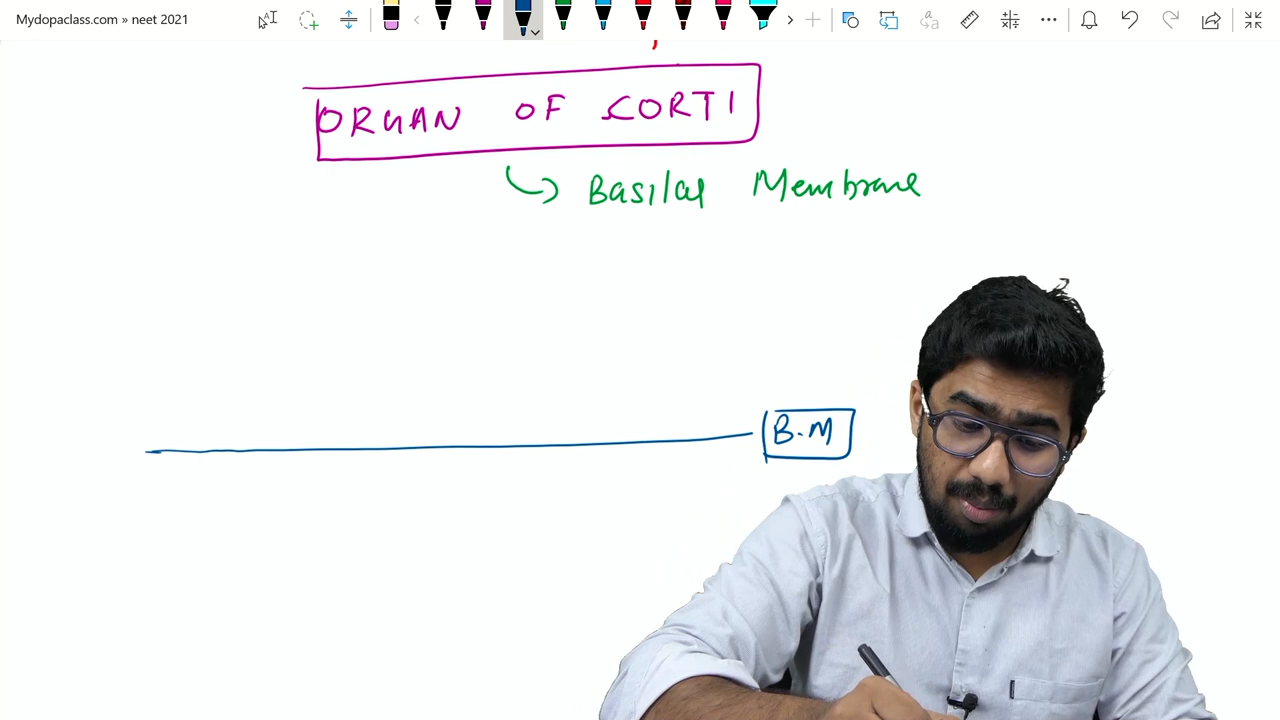 Mydopaclass.com » neet 2021
ORGAN OF CORTI
Basilar Membrane
B.M